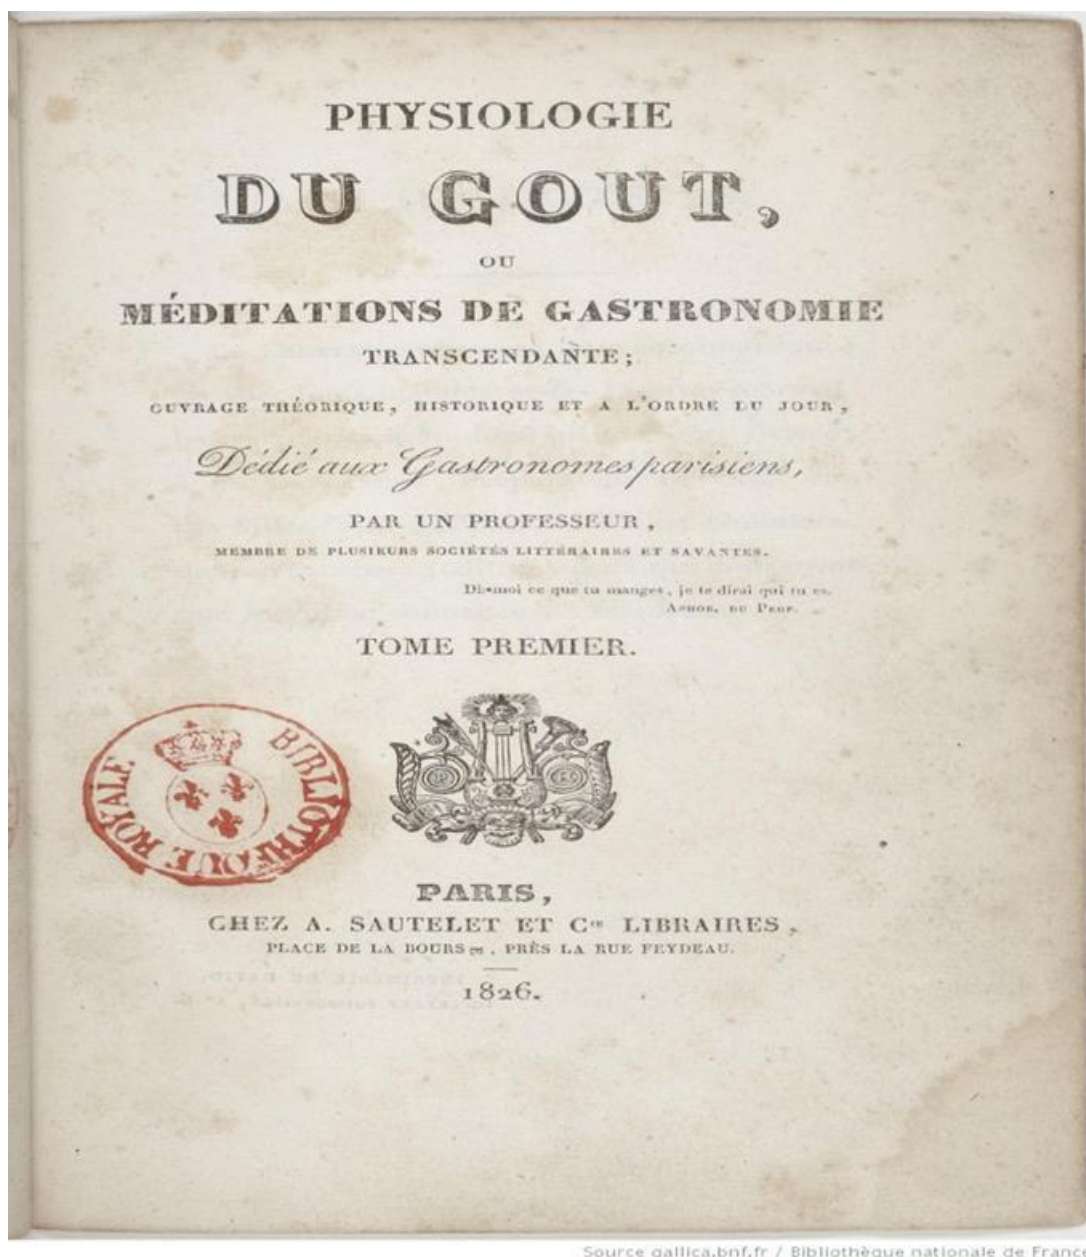 PHYSIOLOGIE
DU GOUT,
OU
MÉDITATIONS DE GASTRONOMIE
TRANSCENDANTE;
OUVRAGE THÉORIQUE, HISTORIQUE ET A L'ORDRE DU JOUR,
Dédié aux Gastronomes parisiens,
PAR UN PROFESSEUR,
MEMBRE DE PLUSIEURS SOCIÉTÉS LITTÉRAIRES ET SAVANTES.
Dis-moi ce que tu manges, je te dirai qui tu es.
APHOR. DU PROF.
TOME PREMIER.
BIBLIOTHEQUE ROYALE
PARIS,
CHEZ A. SAUTELET ET Cie LIBRAIRES,
PLACE DE LA BOURSE, PRÈS LA RUE FEYDEAU.
1826.
Source gallica.bnf.fr / Bibliothèque nationale de France